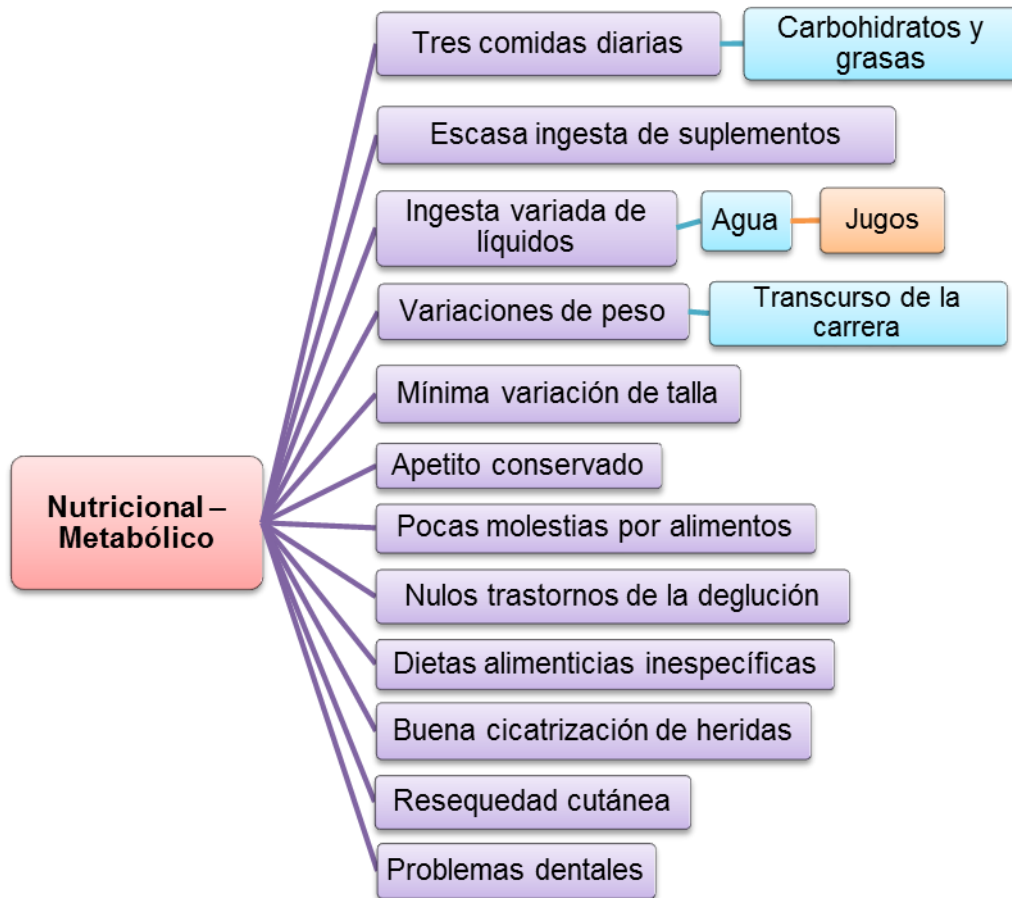 Tres comidas diarias
Carbohidratos y
grasas
Escasa ingesta de suplementos
Ingesta variada de
líquidos
Agua
Jugos
Variaciones de peso
Transcurso de la
carrera
Mínima variación de talla
Apetito conservado
Nutricional –
Metabólico
Pocas molestias por alimentos
Nulos trastornos de la deglución
Dietas alimenticias inespecíficas
Buena cicatrización de heridas
Resequedad cutánea
Problemas dentales